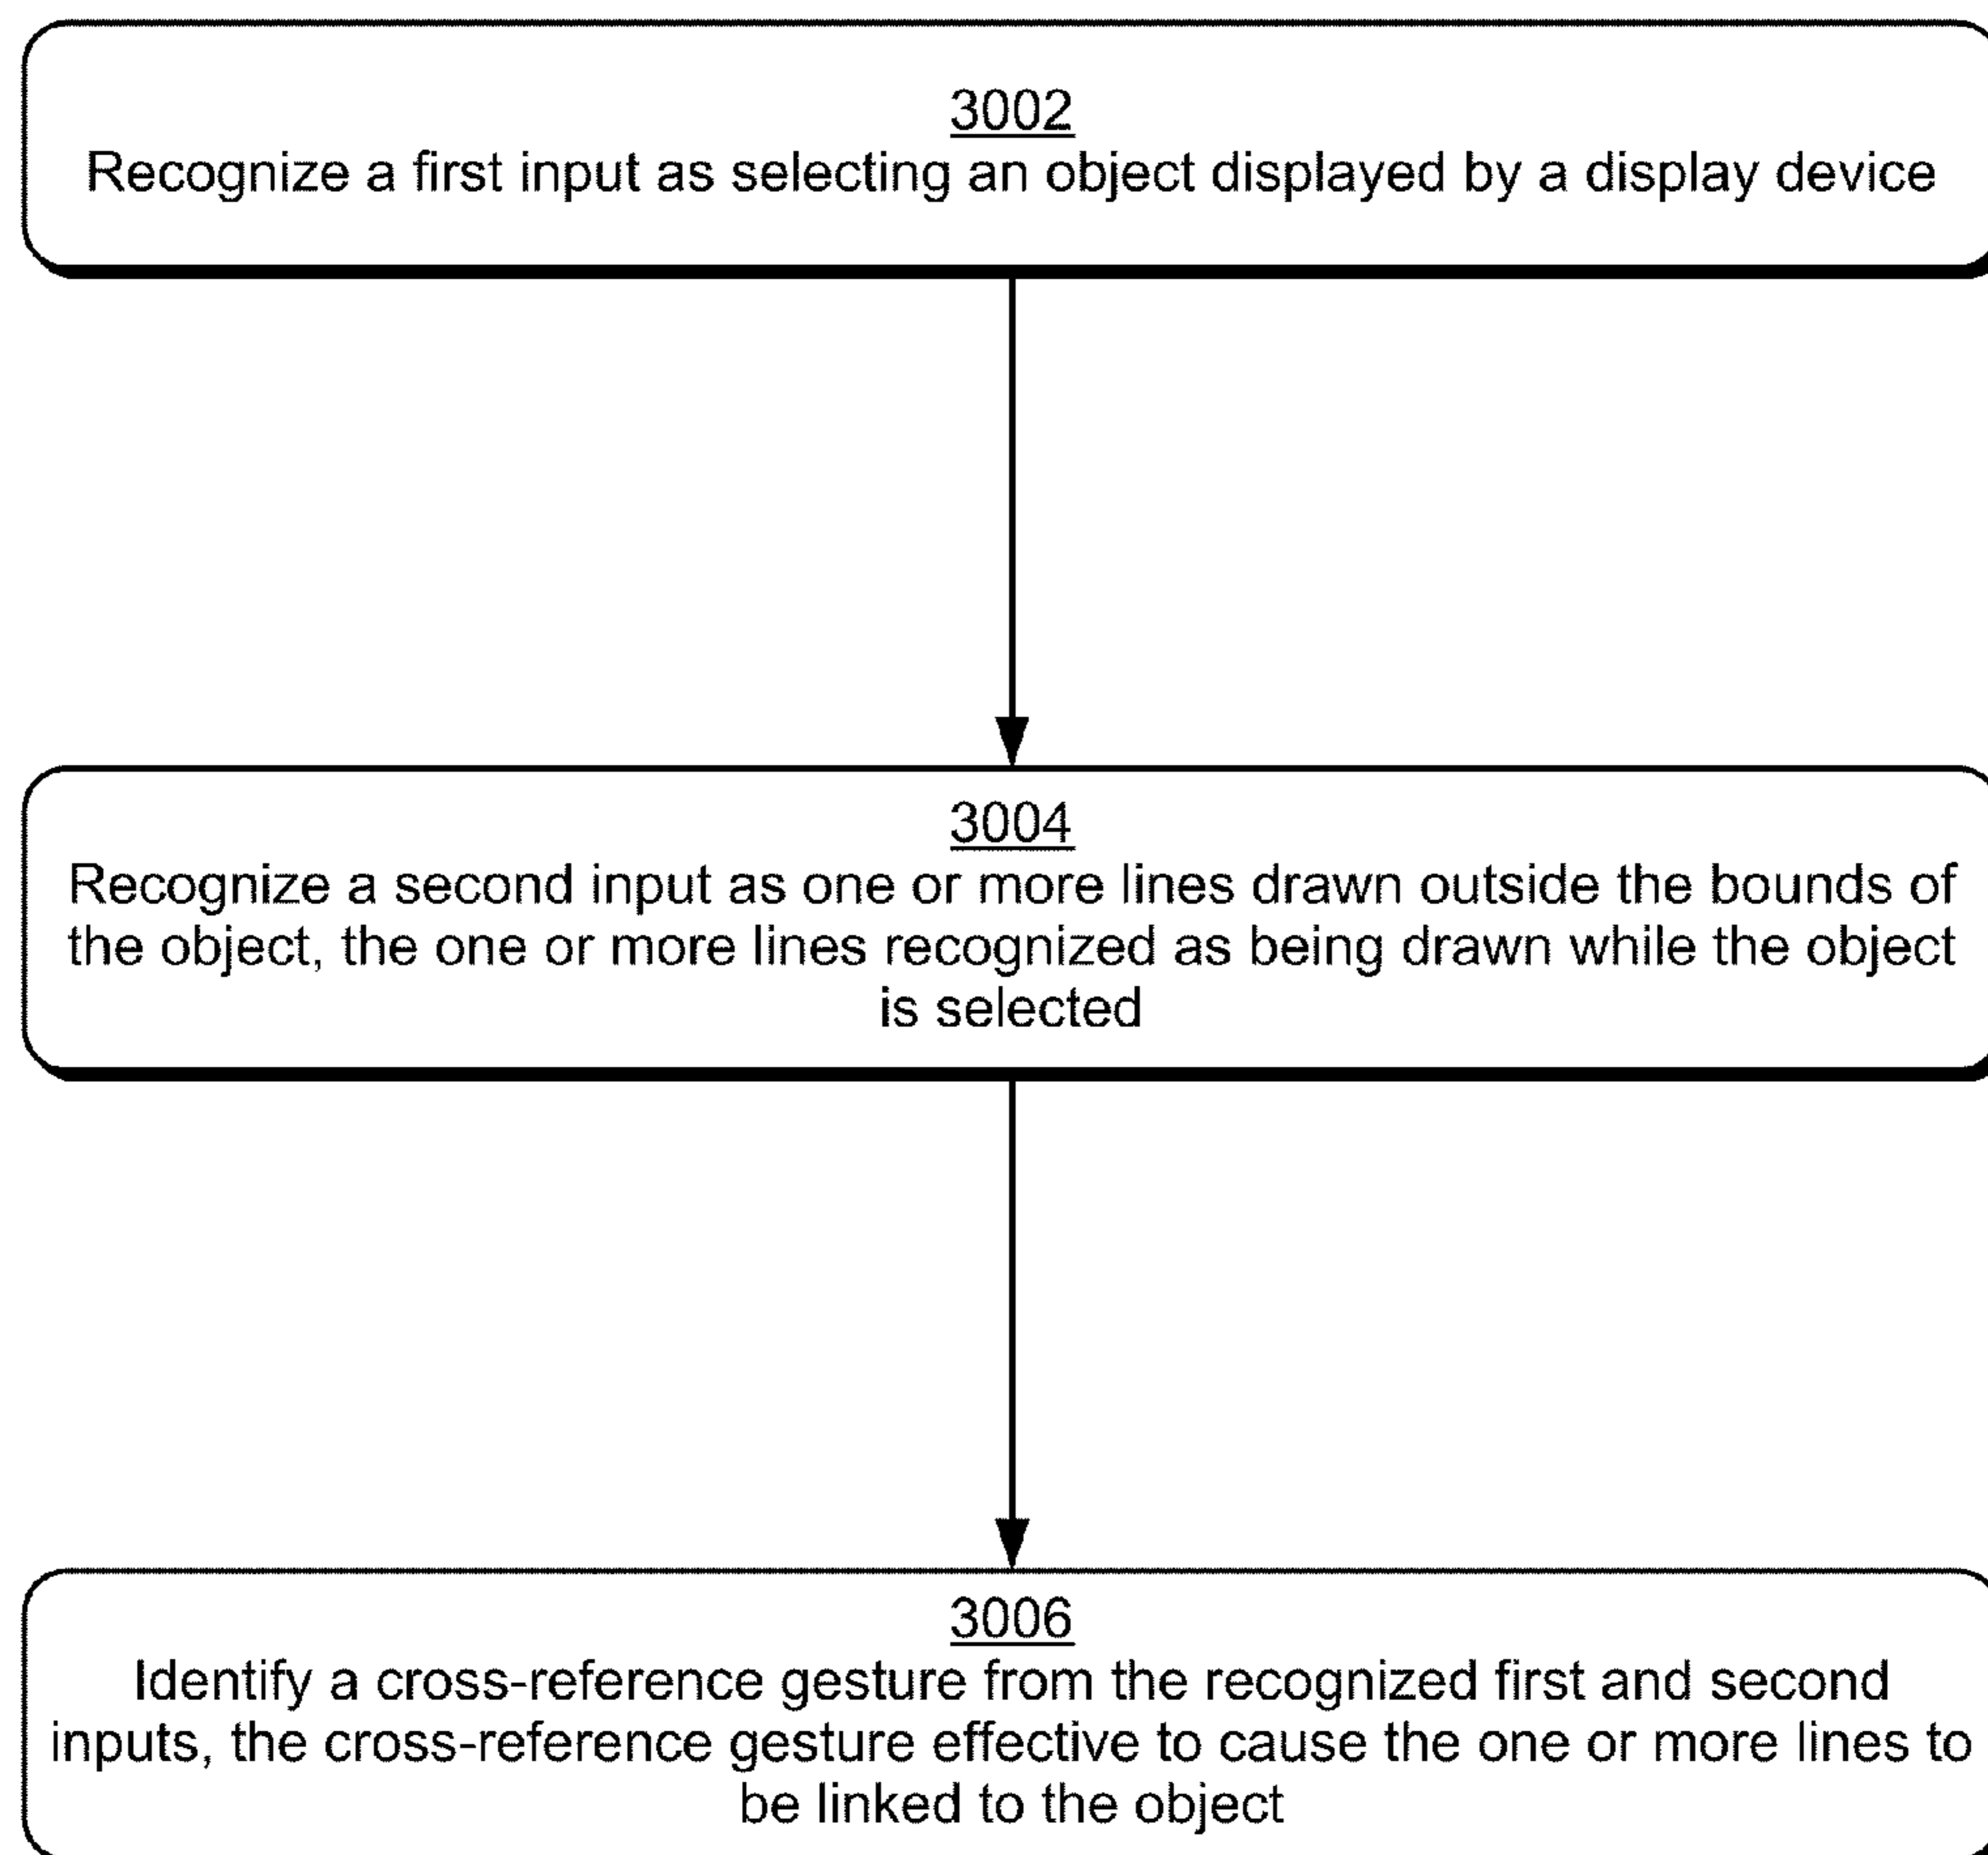 3002
Recognize a first input as selecting an object displayed by a display device
3004
Recognize a second input as one or more lines drawn outside the bounds of
the object, the one or more lines recognized as being drawn while the object
is selected
3006
Identify a cross-reference gesture from the recognized first and second
inputs, the cross-reference gesture effective to cause the one or more lines to
be linked to the object